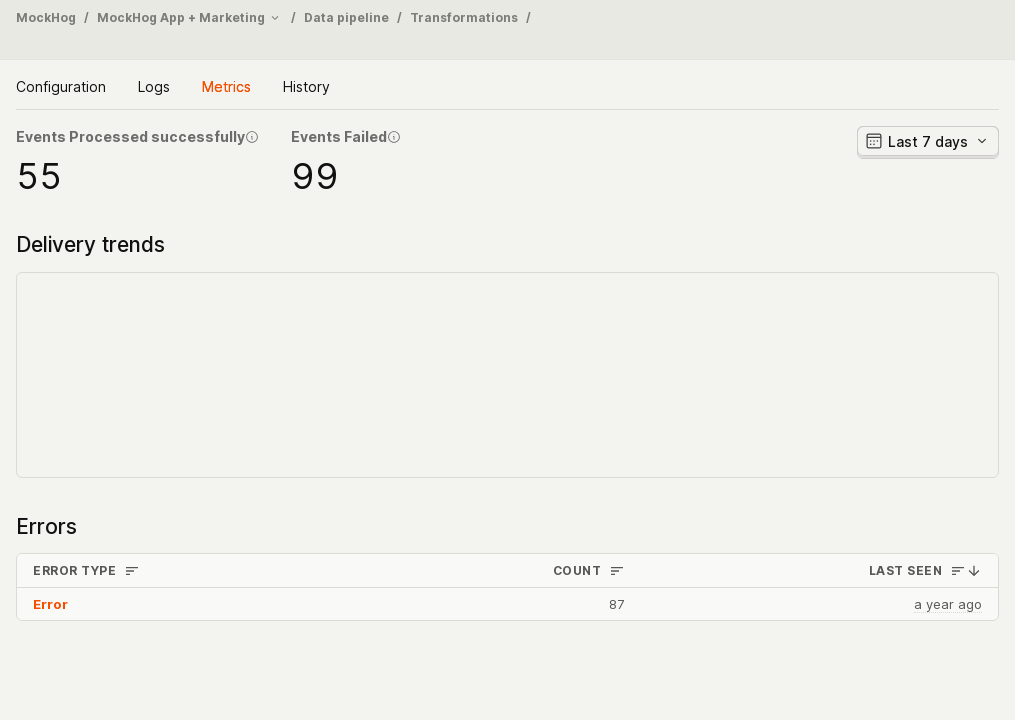 MockHog / MockHog App + Marketing / Data pipeline / Transformations /
Configuration Logs Metrics History
Events Processed successfully Events Failed Last 7 days
55 99
Delivery trends
Errors
ERROR TYPE COUNT LAST SEEN
Error 87 a year ago